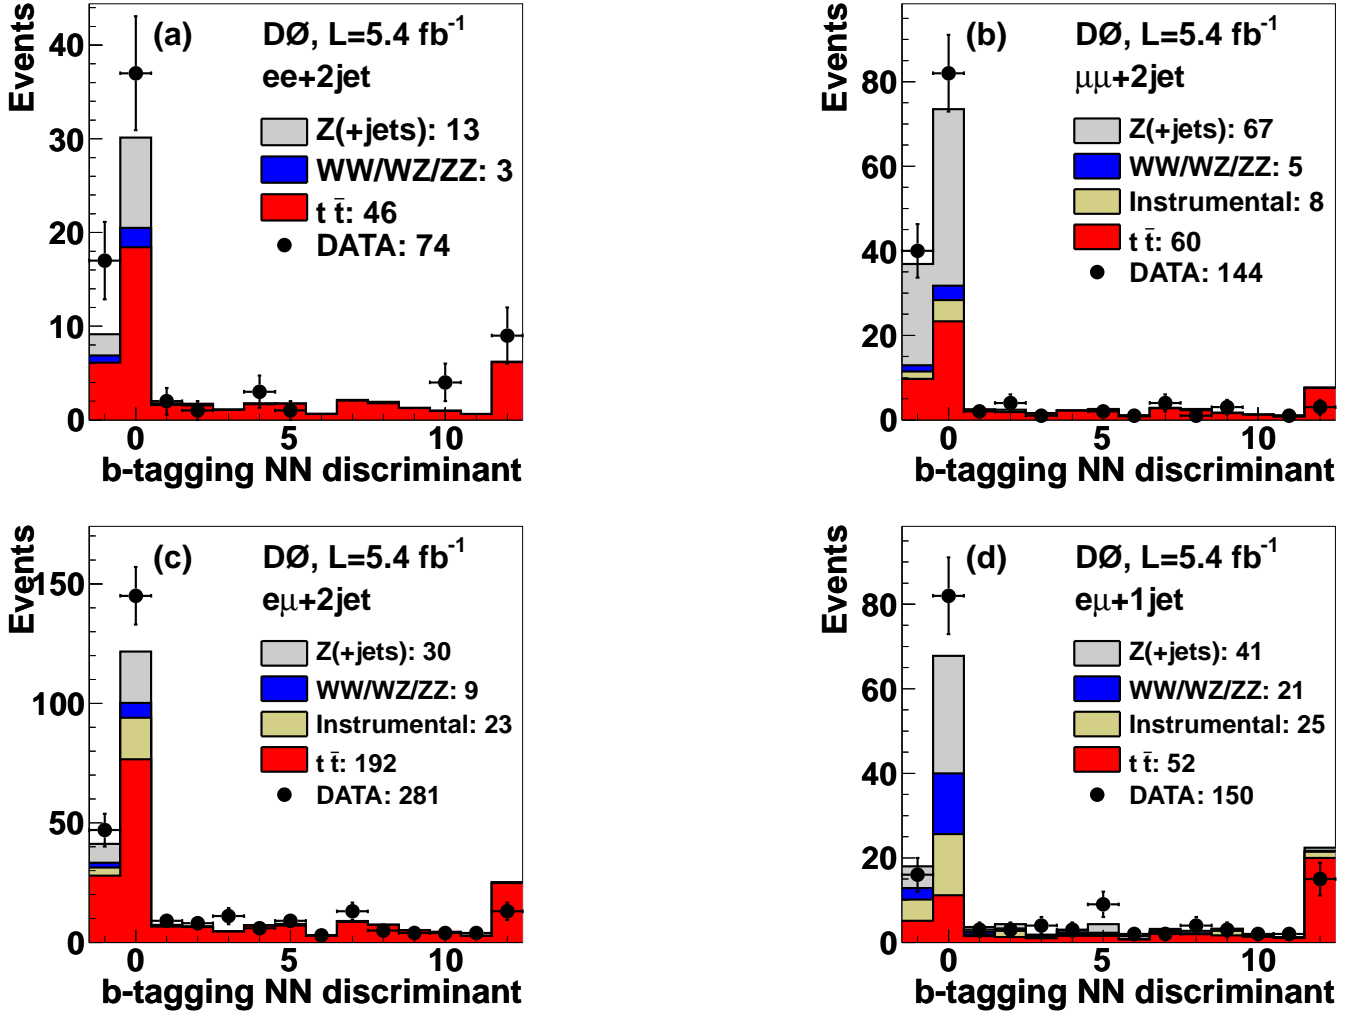 Events
40
30
20
10
0
(a)
DØ, L=5.4 fb-1
ee+2jet
Z(+jets): 13
WW/WZ/ZZ: 3
t t̄: 46
DATA: 74
0 5 10
b-tagging NN discriminant
Events
80
60
40
20
0
(b)
DØ, L=5.4 fb-1
μμ+2jet
Z(+jets): 67
WW/WZ/ZZ: 5
Instrumental: 8
t t̄: 60
DATA: 144
0 5 10
b-tagging NN discriminant
Events
150
100
50
0
(c)
DØ, L=5.4 fb-1
eμ+2jet
Z(+jets): 30
WW/WZ/ZZ: 9
Instrumental: 23
t t̄: 192
DATA: 281
0 5 10
b-tagging NN discriminant
Events
80
60
40
20
0
(d)
DØ, L=5.4 fb-1
eμ+1jet
Z(+jets): 41
WW/WZ/ZZ: 21
Instrumental: 25
t t̄: 52
DATA: 150
0 5 10
b-tagging NN discriminant